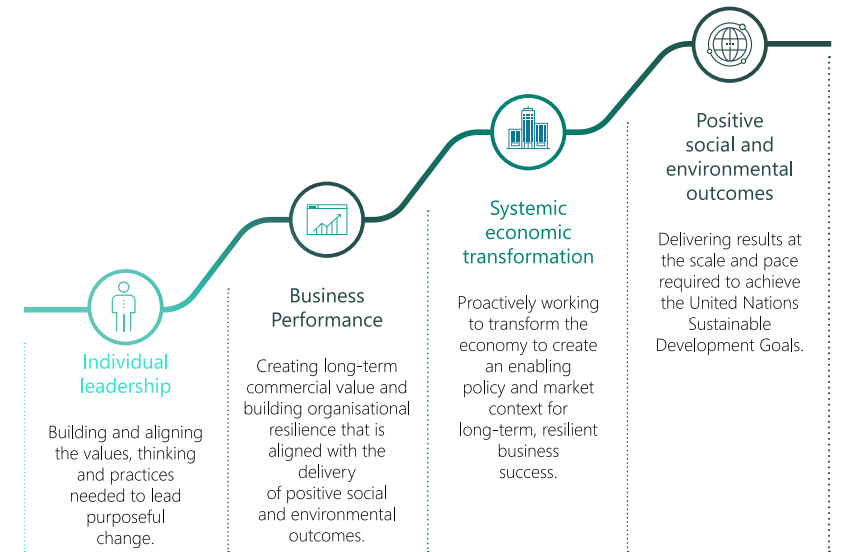 Individual
leadership
Building and aligning
the values, thinking
and practices
needed to lead
purposeful
change.
Business
Performance
Creating long-term
commercial value and
building organisational
resilience that is
aligned with the
delivery
of positive social
and environmental
outcomes.
Systemic
economic
transformation
Proactively working
to transform the
economy to create
an enabling
policy and market
context for
long-term, resilient
business
success.
Positive
social and
environmental
outcomes
Delivering results at
the scale and pace
required to achieve
the United Nations
Sustainable
Development Goals.